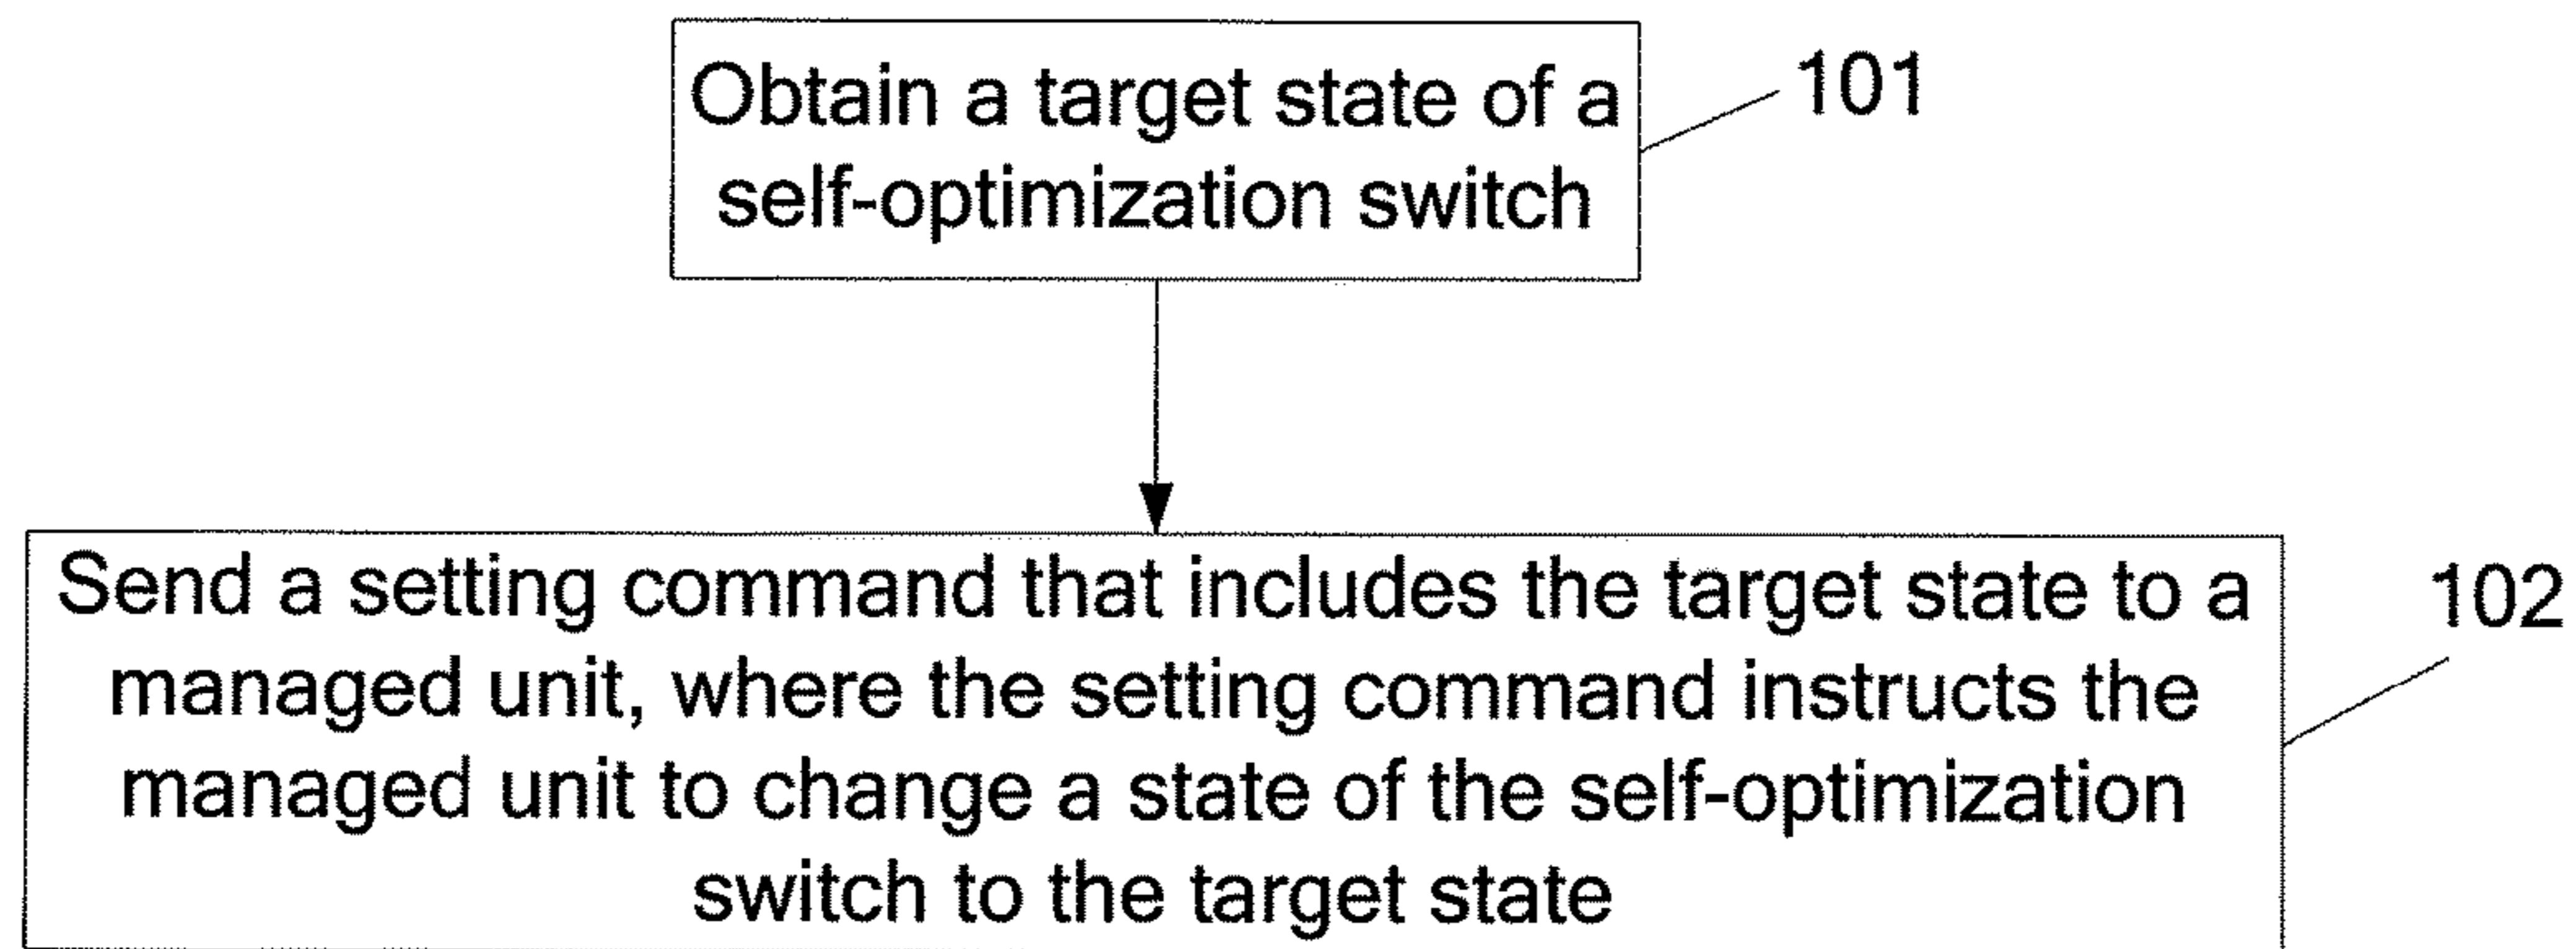 Obtain a target state of a
self-optimization switch
101
Send a setting command that includes the target state to a
managed unit, where the setting command instructs the
managed unit to change a state of the self-optimization
switch to the target state
102